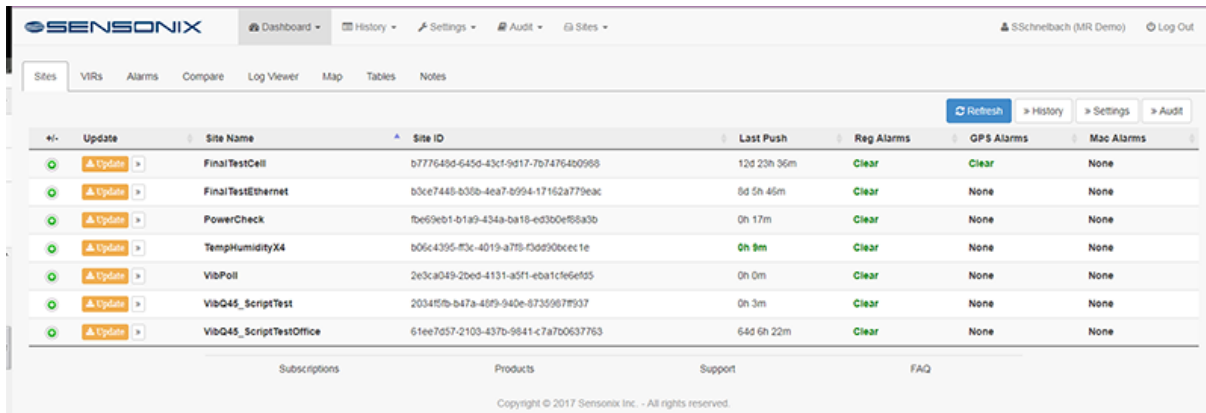 SENSONIX Dashboard History Settings Audit Sites SSchnelbach (MR Demo) Log Out
Sites VIRs Alarms Compare Log Viewer Map Tables Notes
Refresh » History » Settings » Audit
+/- Update Site Name Site ID Last Push Reg Alarms GPS Alarms Mac Alarms
Update » FinalTestCell b777648d-645d-43cf-9d17-7b74764b0988 12d 23h 36m Clear Clear None
Update » FinalTestEthernet b3ce7448-b38b-4ea7-b994-17162a779eac 8d 5h 46m Clear None None
Update » PowerCheck fbe69eb1-b1a9-434a-ba18-ed3b0ef88a3b 0h 17m Clear None None
Update » TempHumidityX4 b06c4395-ff3c-4019-a7f8-f3dd90bcec1e 0h 9m Clear None None
Update » VibPoll 2e3ca049-2bed-4131-a5f1-eba1cfe6efd5 0h 0m Clear None None
Update » VibQ45_ScriptTest 2034f5fb-b47a-48f9-940e-8735987ff937 0h 3m Clear None None
Update » VibQ45_ScriptTestOffice 61ee7d57-2103-437b-9841-c7a7b0637763 64d 6h 22m Clear None None
Subscriptions Products Support FAQ
Copyright © 2017 Sensonix Inc. - All rights reserved.